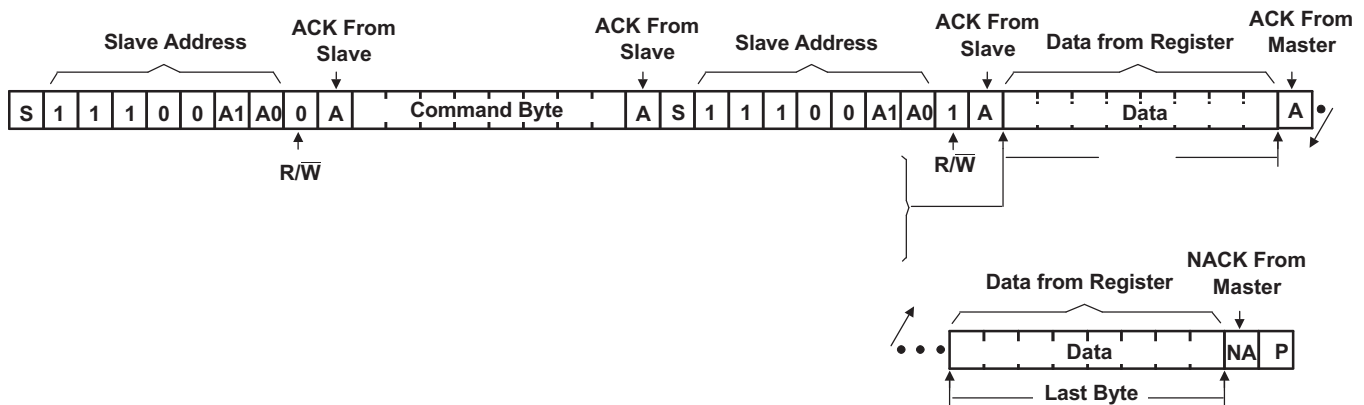 Slave Address
ACK From Slave
ACK From Slave
Slave Address
ACK From Slave
Data from Register
ACK From Master
S 1 1 1 0 0 A1 A0 0 A Command Byte A S 1 1 1 0 0 A1 A0 1 A Data A
R/W̅
R/W̅
Data from Register
NACK From Master
Data NA P
Last Byte